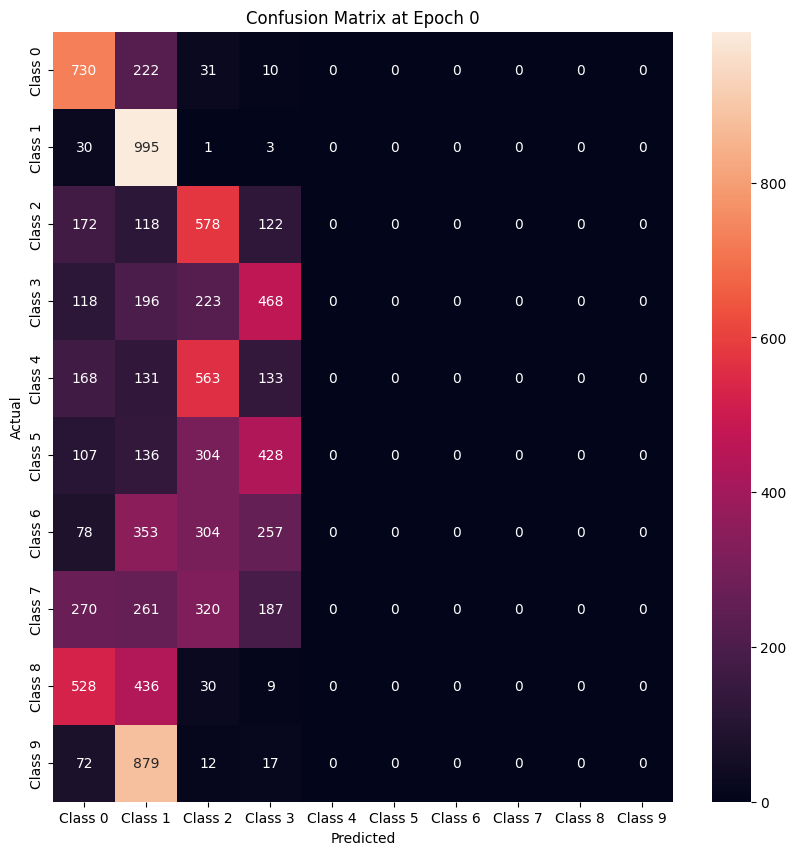 Confusion Matrix at Epoch 0
Class 0 730 222 31 10 0 0 0 0 0 0
Class 1 30 995 1 3 0 0 0 0 0 0
Class 2 172 118 578 122 0 0 0 0 0 0
Class 3 118 196 223 468 0 0 0 0 0 0
Class 4 168 131 563 133 0 0 0 0 0 0
Class 5 107 136 304 428 0 0 0 0 0 0
Class 6 78 353 304 257 0 0 0 0 0 0
Class 7 270 261 320 187 0 0 0 0 0 0
Class 8 528 436 30 9 0 0 0 0 0 0
Class 9 72 879 12 17 0 0 0 0 0 0
Actual
Class 0 Class 1 Class 2 Class 3 Class 4 Class 5 Class 6 Class 7 Class 8 Class 9
Predicted
800
600
400
200
0